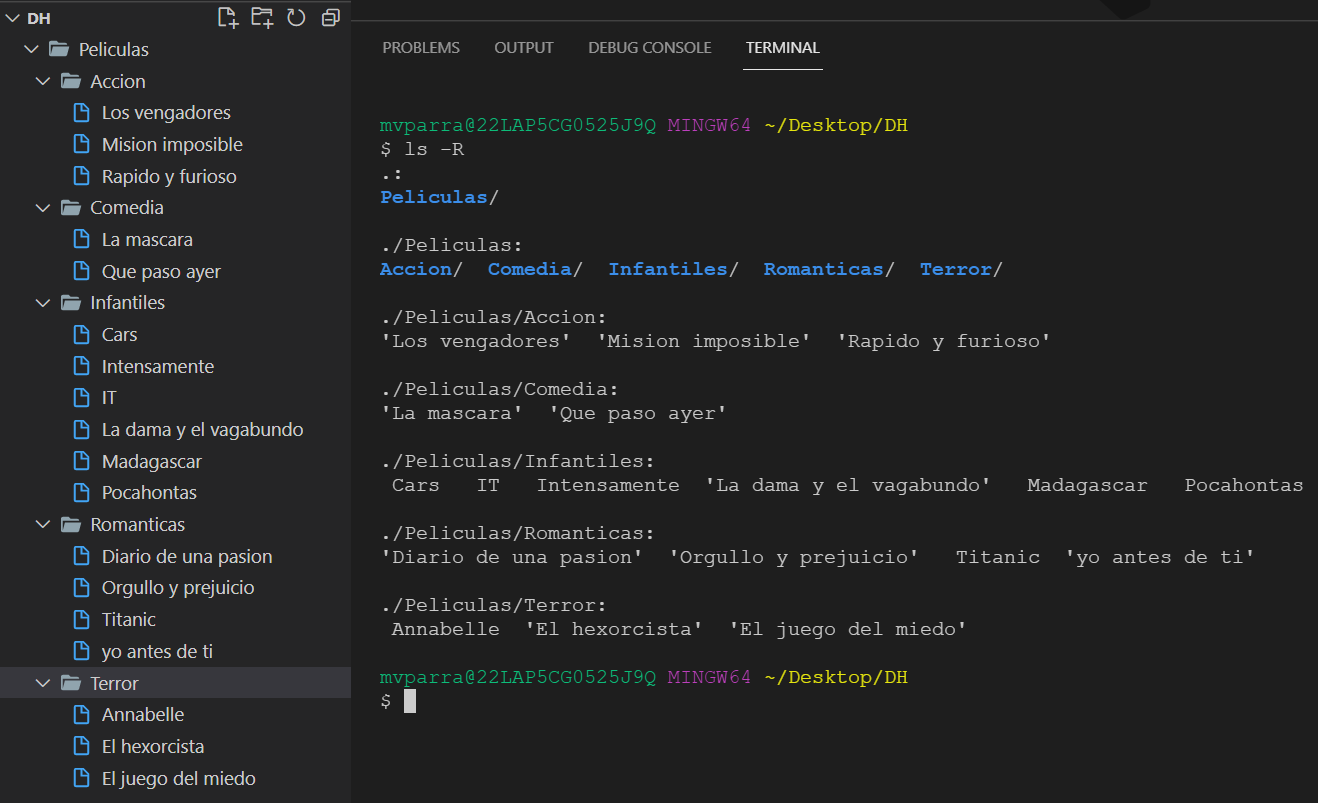 DH
Peliculas
Accion
Los vengadores
Mision imposible
Rapido y furioso
Comedia
La mascara
Que paso ayer
Infantiles
Cars
Intensamente
IT
La dama y el vagabundo
Madagascar
Pocahontas
Romanticas
Diario de una pasion
Orgullo y prejuicio
Titanic
yo antes de ti
Terror
Annabelle
El hexorcista
El juego del miedo
PROBLEMS OUTPUT DEBUG CONSOLE TERMINAL
mvparra@22LAP5CG0525J9Q MINGW64 ~/Desktop/DH
$ ls -R
.:
Peliculas/
./Peliculas:
Accion/ Comedia/ Infantiles/ Romanticas/ Terror/
./Peliculas/Accion:
'Los vengadores' 'Mision imposible' 'Rapido y furioso'
./Peliculas/Comedia:
'La mascara' 'Que paso ayer'
./Peliculas/Infantiles:
Cars IT Intensamente 'La dama y el vagabundo' Madagascar Pocahontas
./Peliculas/Romanticas:
'Diario de una pasion' 'Orgullo y prejuicio' Titanic 'yo antes de ti'
./Peliculas/Terror:
Annabelle 'El hexorcista' 'El juego del miedo'
mvparra@22LAP5CG0525J9Q MINGW64 ~/Desktop/DH
$